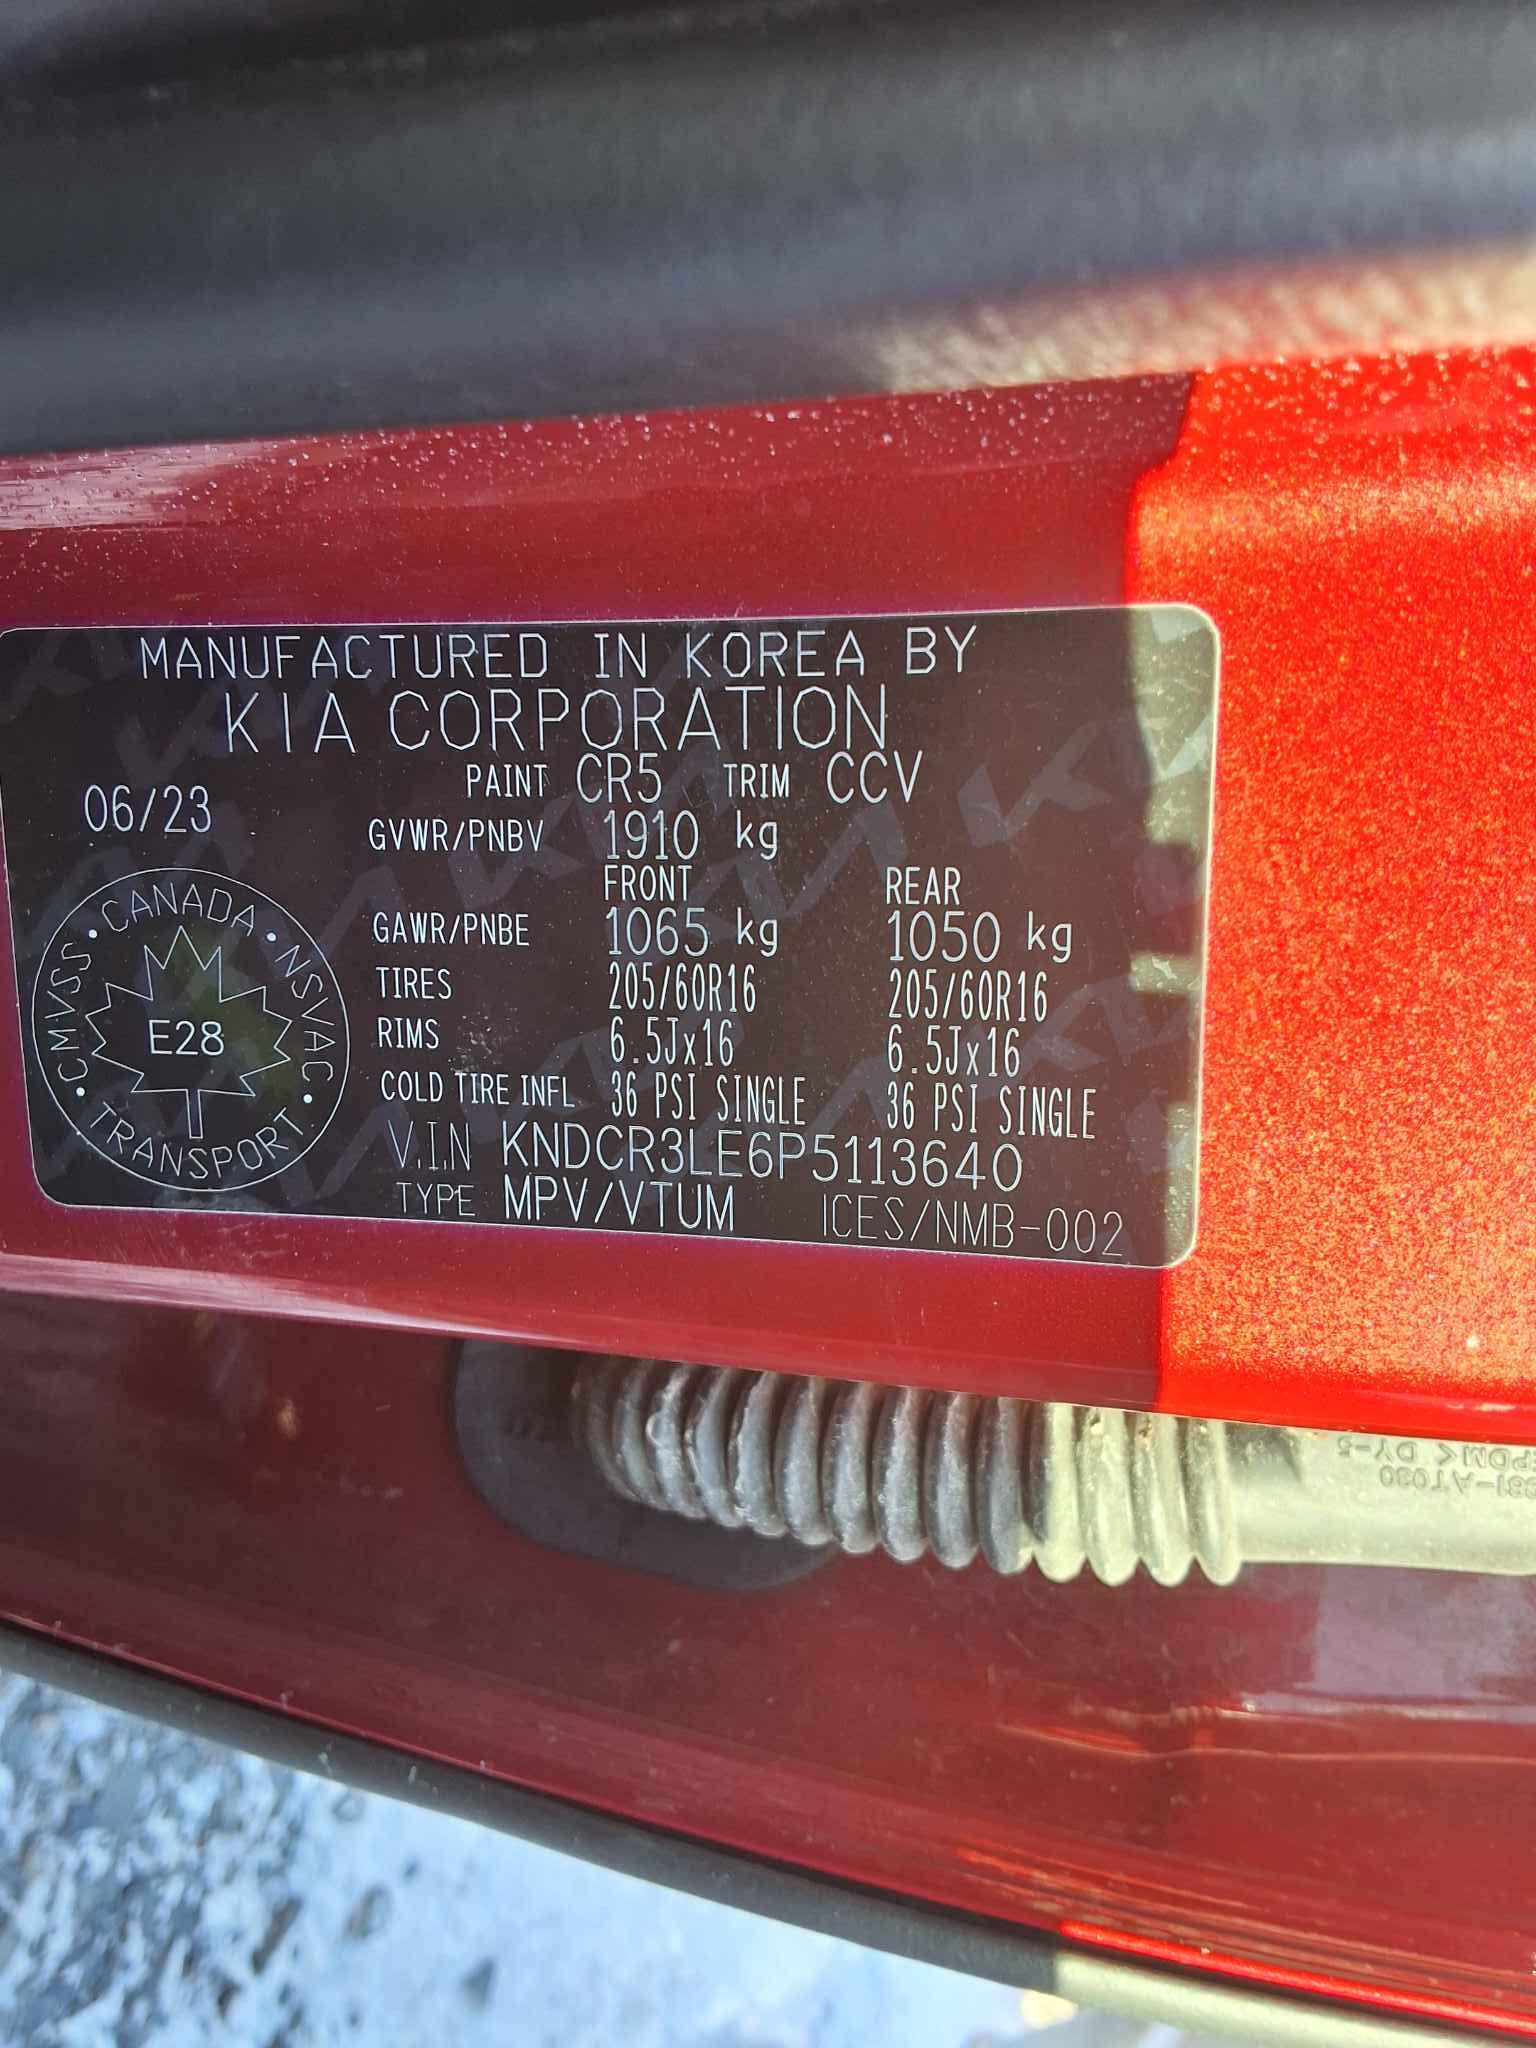 MANUFACTURED IN KOREA BY
KIA CORPORATION
PAINT CR5 TRIM CCV
06/23
GVWR/PNBV 1910 kg
FRONT REAR
GAWR/PNBE 1065 kg 1050 kg
TIRES 205/60R16 205/60R16
RIMS 6.5Jx16 6.5Jx16
COLD TIRE INFL 36 PSI SINGLE 36 PSI SINGLE
V.I.N KNDCR3LE6P5113640
TYPE MPV/VTUM ICES/NMB-002
CMVSS • CANADA • NSVAC •
TRANSPORT •
E28